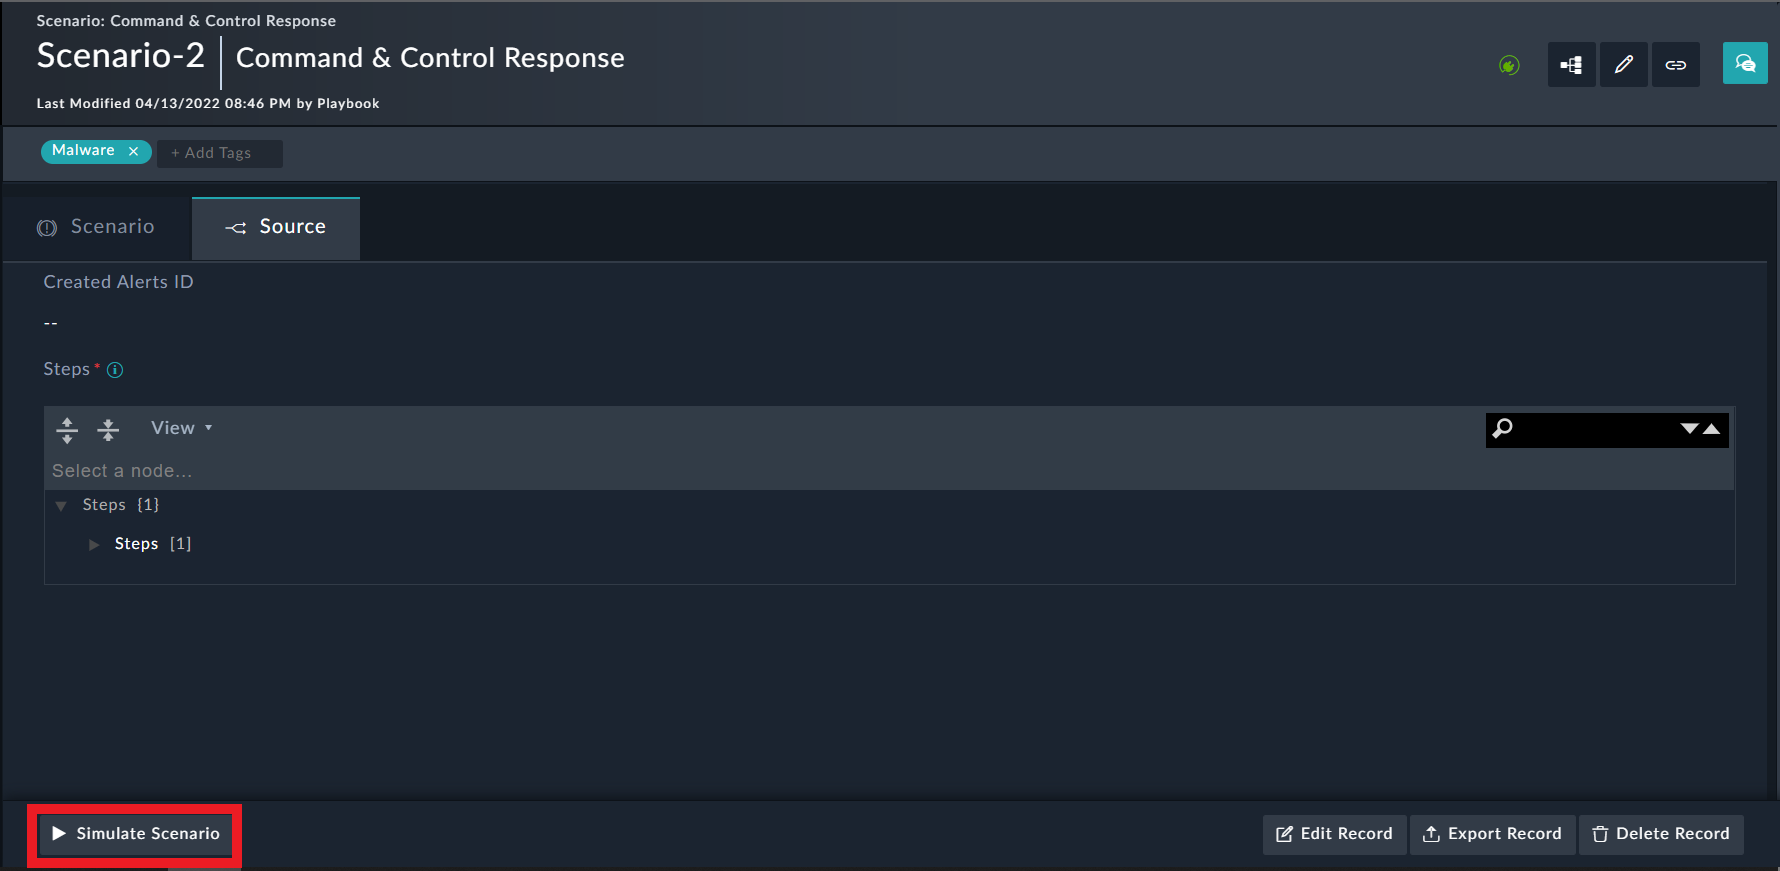 Scenario: Command & Control Response
Scenario-2
Command & Control Response
Last Modified 04/13/2022 08:46 PM by Playbook
Malware ×
+ Add Tags
Scenario
Source
Created Alerts ID
--
Steps *
View
Select a node...
Steps {1}
Steps [1]
Simulate Scenario
Edit Record
Export Record
Delete Record